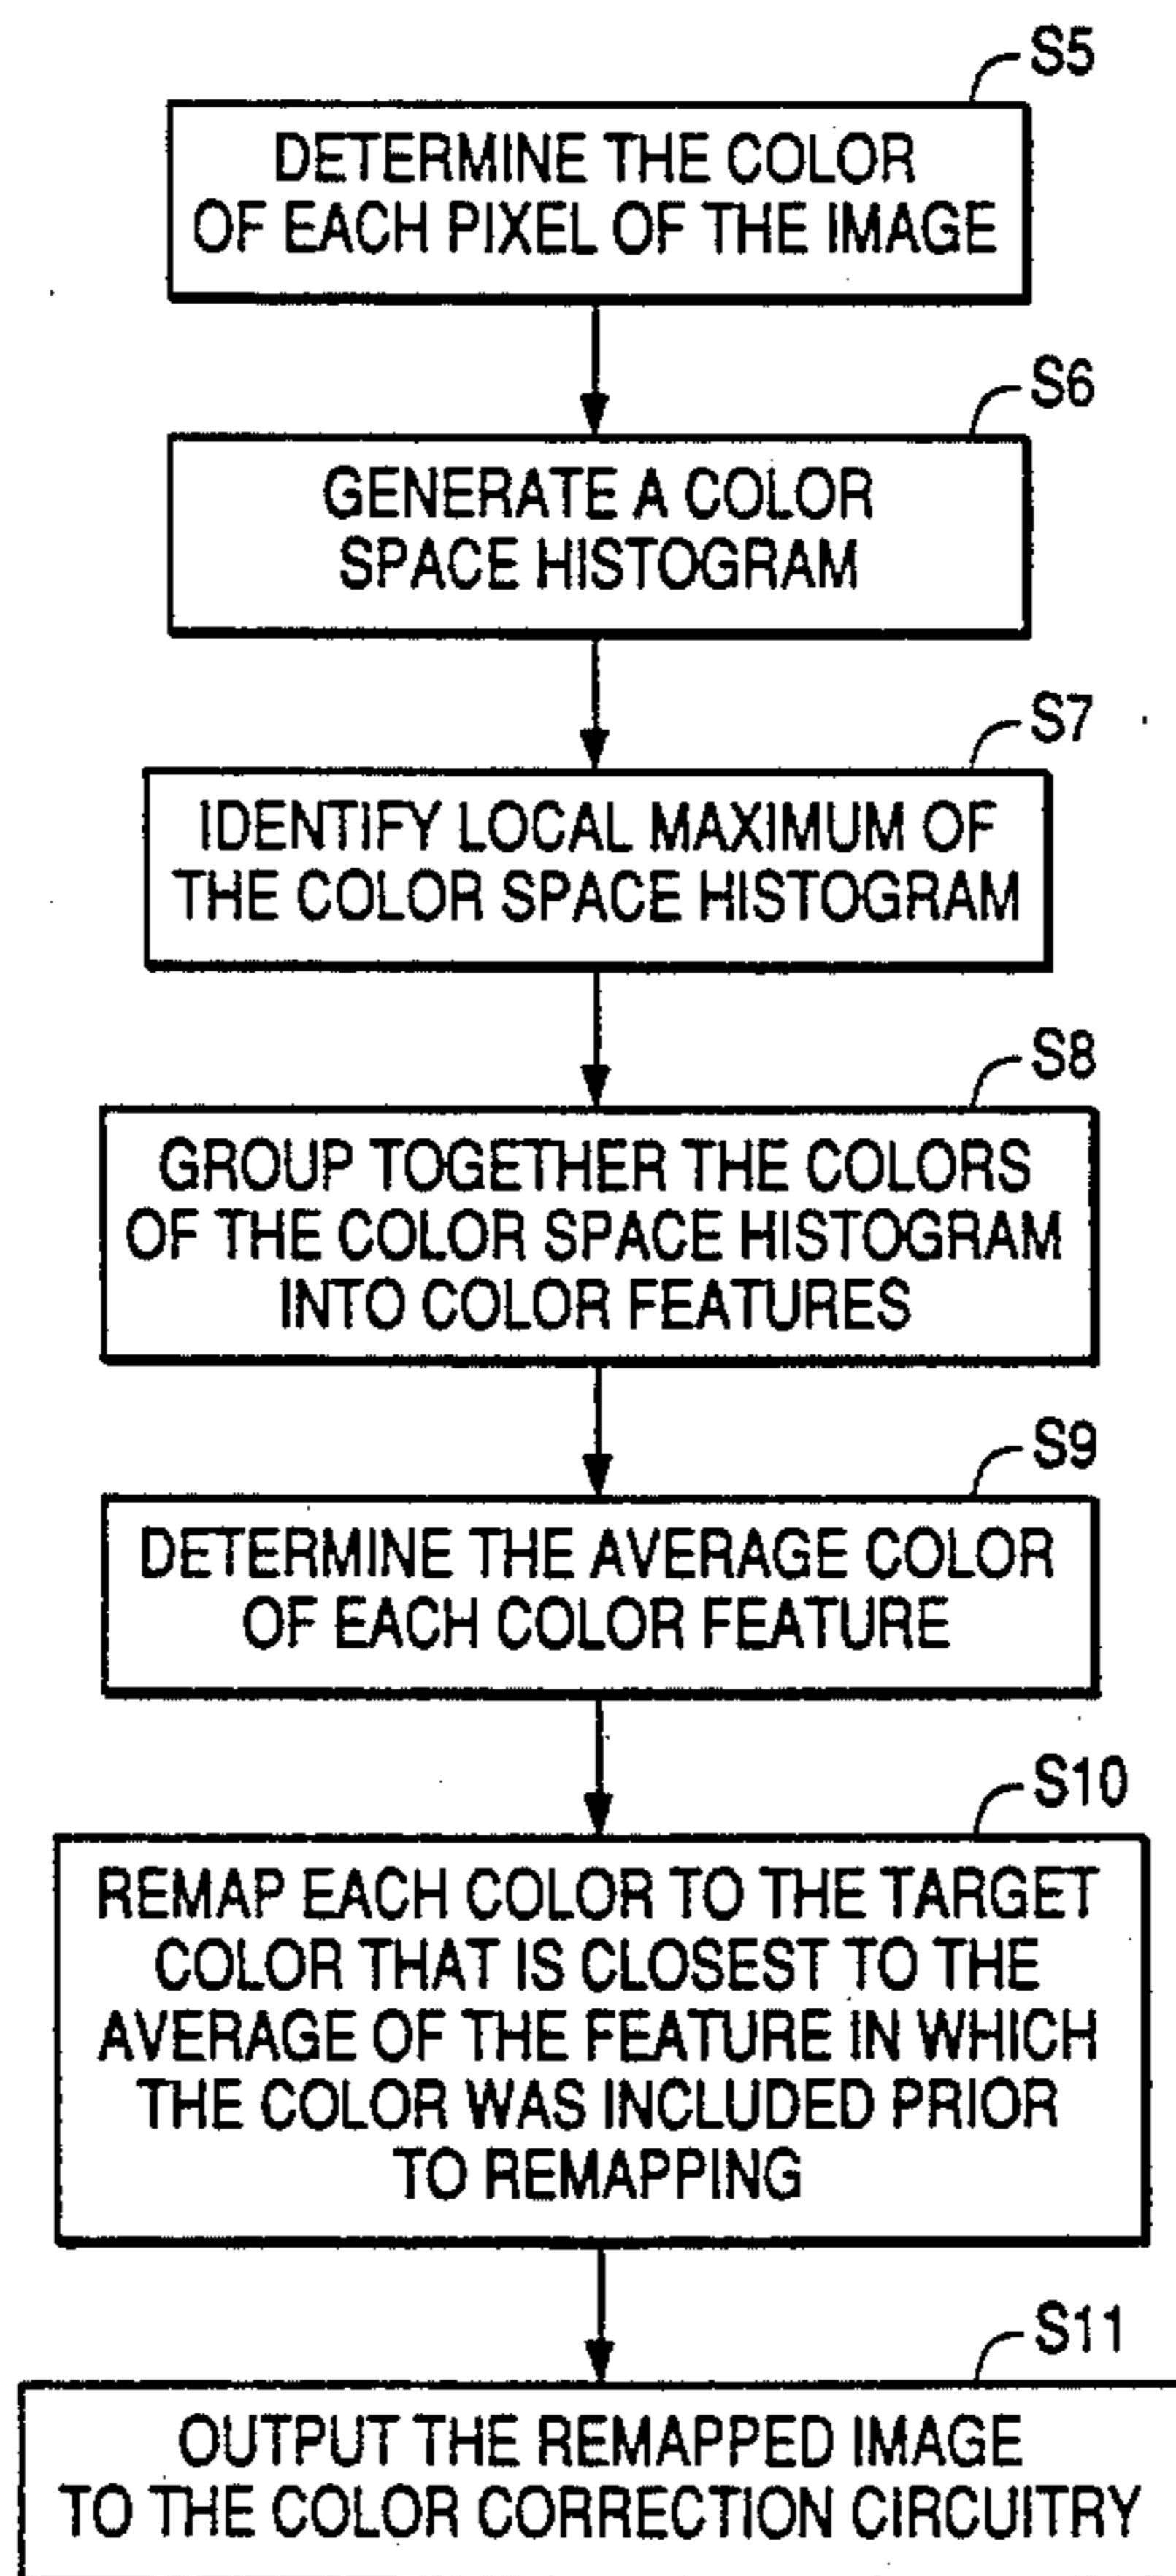 S5
DETERMINE THE COLOR
OF EACH PIXEL OF THE IMAGE
S6
GENERATE A COLOR
SPACE HISTOGRAM
S7
IDENTIFY LOCAL MAXIMUM OF
THE COLOR SPACE HISTOGRAM
S8
GROUP TOGETHER THE COLORS
OF THE COLOR SPACE HISTOGRAM
INTO COLOR FEATURES
S9
DETERMINE THE AVERAGE COLOR
OF EACH COLOR FEATURE
S10
REMAP EACH COLOR TO THE TARGET
COLOR THAT IS CLOSEST TO THE
AVERAGE OF THE FEATURE IN WHICH
THE COLOR WAS INCLUDED PRIOR
TO REMAPPING
S11
OUTPUT THE REMAPPED IMAGE
TO THE COLOR CORRECTION CIRCUITRY